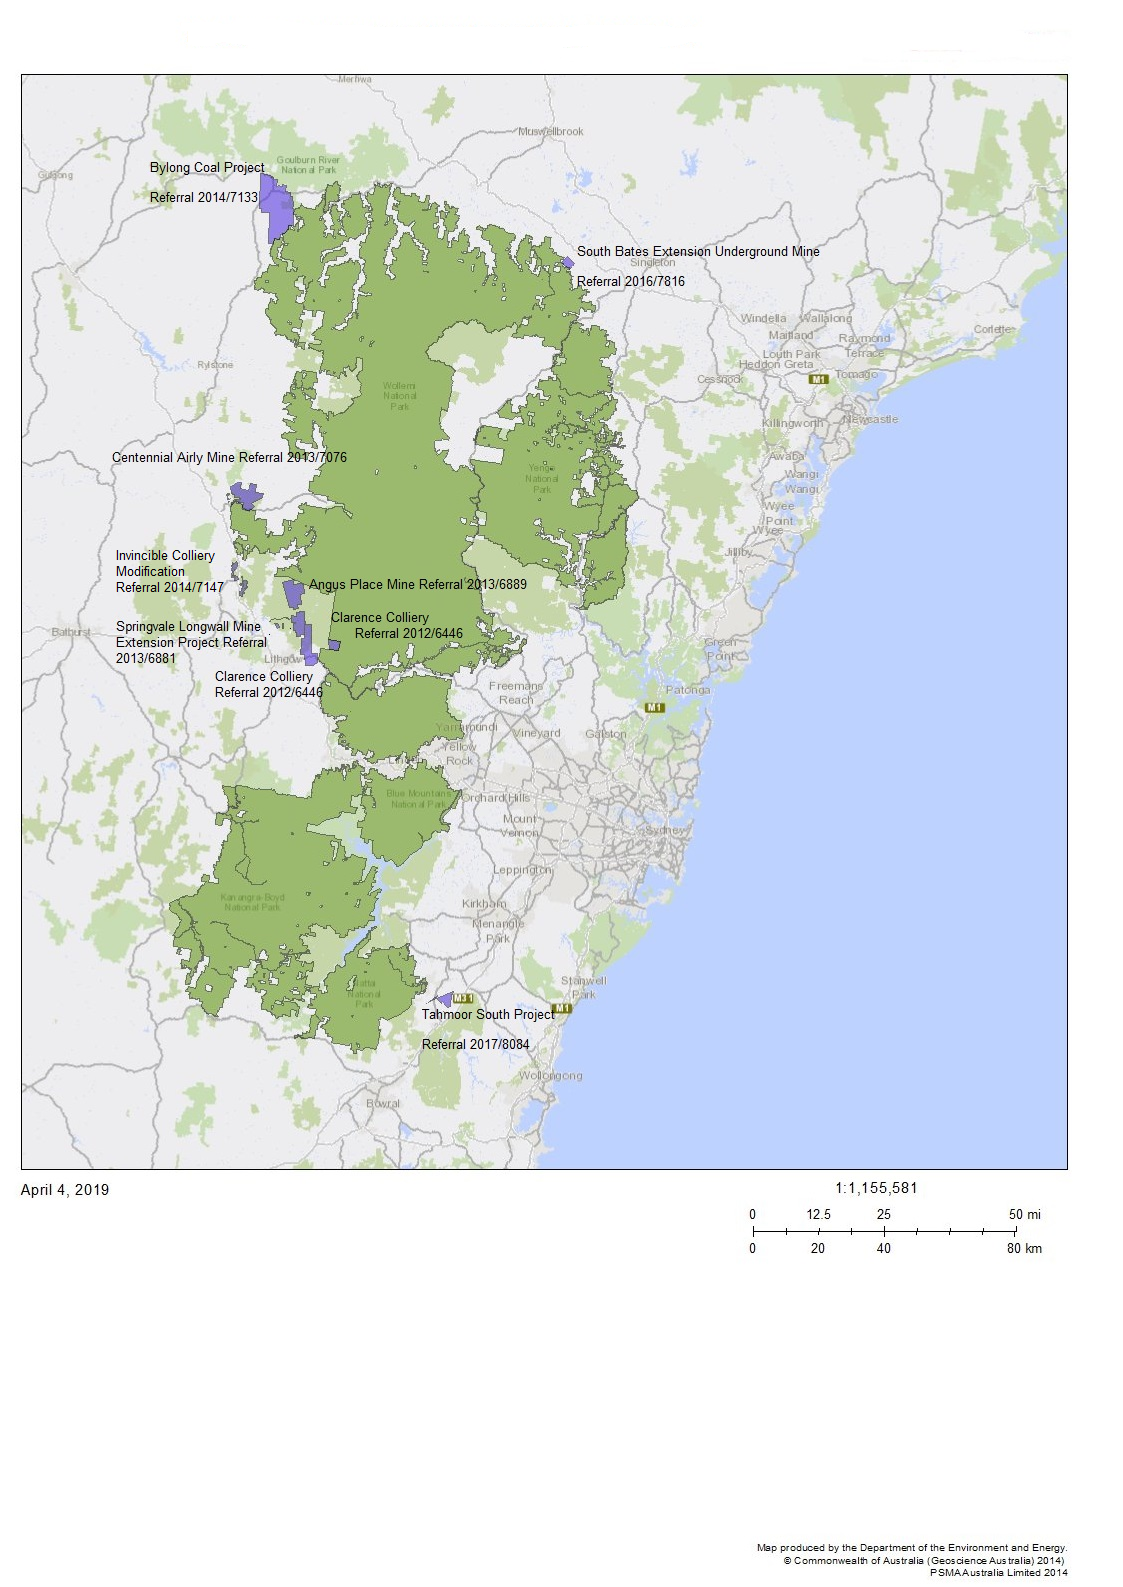 Merriwa
Muswellbrook
Gulgong
Goulburn River
National Park
Bylong Coal Project
Referral 2014/7133
South Bates Extension Underground Mine
Singleton
Referral 2016/7816
Windella
Wallalong
Maitland
Corlette
Raymond
Terrace
Louth Park
Heddon Greta
Rylstone
Cessnock
M1
Tomago
Wollemi
National
Park
Killingworth
Newcastle
Centennial Airly Mine Referral 2013/7076
Awaba
Yengo
National
Park
Wangi
Wangi
Wyee
Point
Wyee
Jilliby
Invincible Colliery
Modification
Referral 2014/7147
Angus Place Mine Referral 2013/6889
Clarence Colliery
Referral 2012/6446
Springvale Longwall Mine
Extension Project Referral
2013/6881
Bathurst
Lithgow
Green
Point
Clarence Colliery
Referral 2012/6446
Freemans
Reach
Patonga
M1
Yarramundi
Vineyard
Galston
Yellow
Rock
Linden
Blue Mountains
National Park
Orchard Hills
Mount
Vernon
Sydney
Leppington
Kanangra-Boyd
National Park
Kirkham
Menangle
Park
Nattai
National
Park
Stanwell
Park
M31
M1
Tahmoor South Project
Referral 2017/8084
Wollongong
Bowral
April 4, 2019
1:1,155,581
0 12.5 25 50 mi
0 20 40 80 km
Map produced by the Department of the Environment and Energy.
© Commonwealth of Australia (Geoscience Australia) 2014)
PSMA Australia Limited 2014